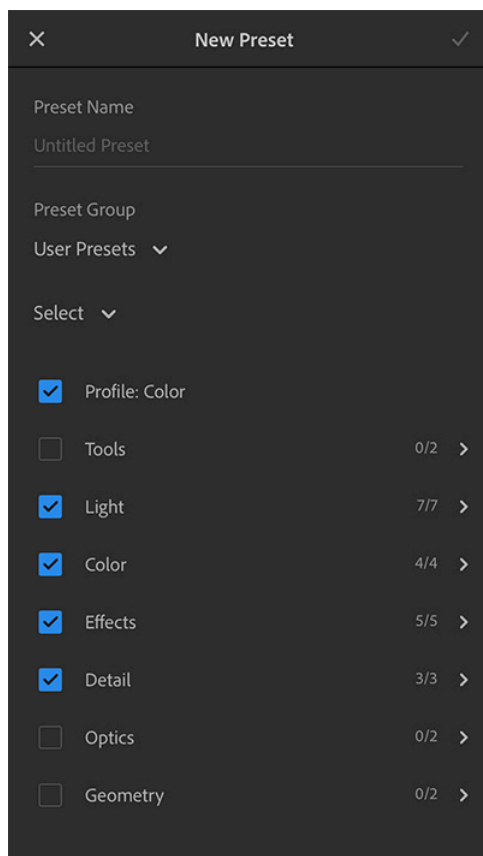 New Preset
Preset Name
Untitled Preset
Preset Group
User Presets
Select
Profile: Color
Tools 0/2
Light 7/7
Color 4/4
Effects 5/5
Detail 3/3
Optics 0/2
Geometry 0/2